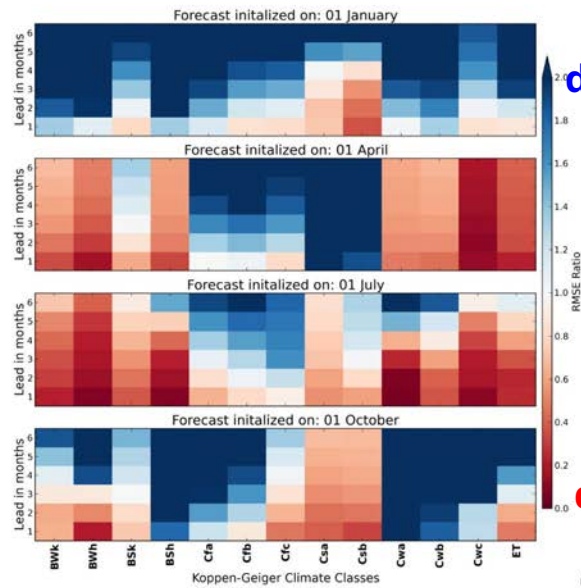 Forecast initalized on: 01 January
Lead in months
6
5
4
3
2
1
Forecast initalized on: 01 April
Lead in months
6
5
4
3
2
1
Forecast initalized on: 01 July
Lead in months
6
5
4
3
2
1
Forecast initalized on: 01 October
Lead in months
6
5
4
3
2
1
BWk BWh BSk BSh Cfa Cfb Cfc Csa Csb Cwa Cwb Cwc ET
Koppen-Geiger Climate Classes
d
2.0
1.8
1.6
1.4
1.2
1.0
0.8
0.6
0.4
0.2
0.0
RMSE Ratio